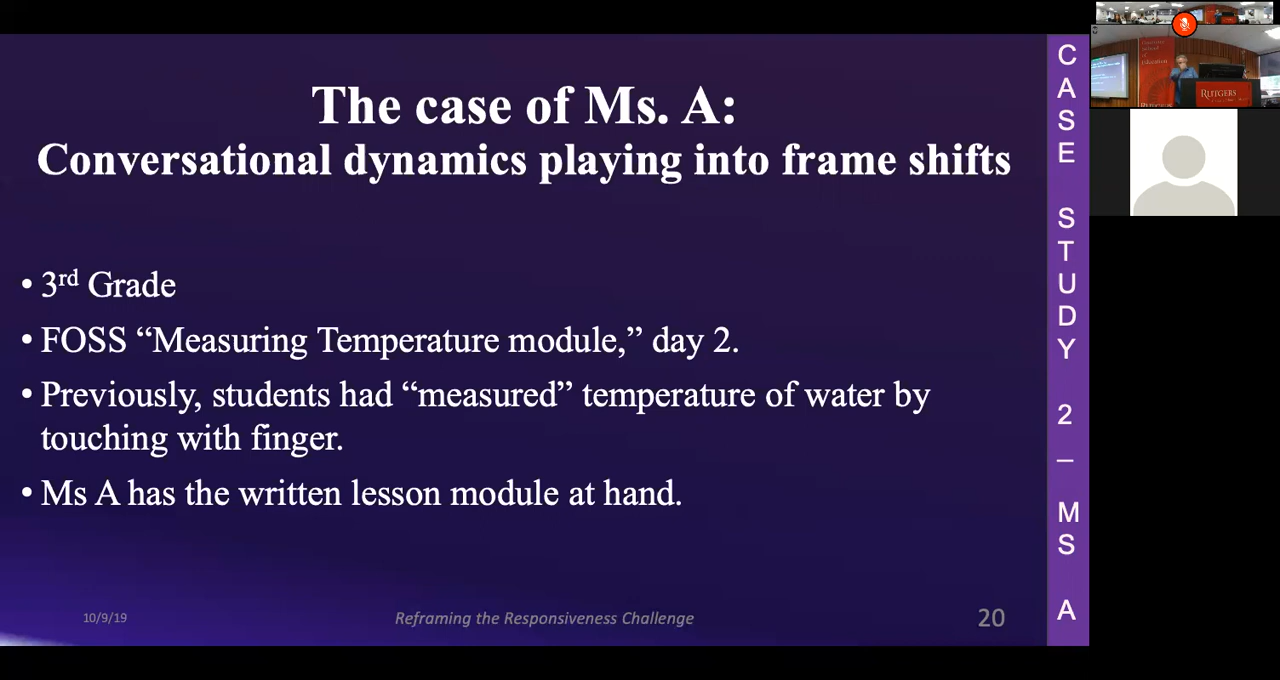 The case of Ms. A:
Conversational dynamics playing into frame shifts
• 3rd Grade
• FOSS “Measuring Temperature module,” day 2.
• Previously, students had “measured” temperature of water by
touching with finger.
• Ms A has the written lesson module at hand.
10/9/19
Reframing the Responsiveness Challenge
20
CASE STUDY 2 – MS A
RUTGERS